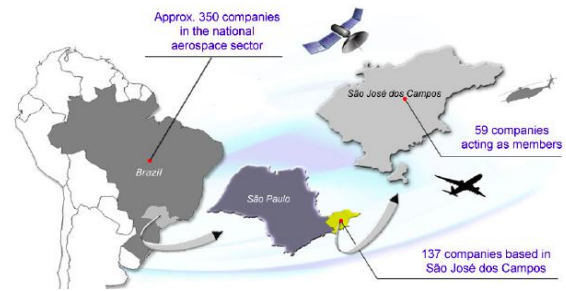 Approx. 350 companies
in the national
aerospace sector
São José dos Campos
59 companies
acting as members
Brazil
São Paulo
137 companies based in
São José dos Campos